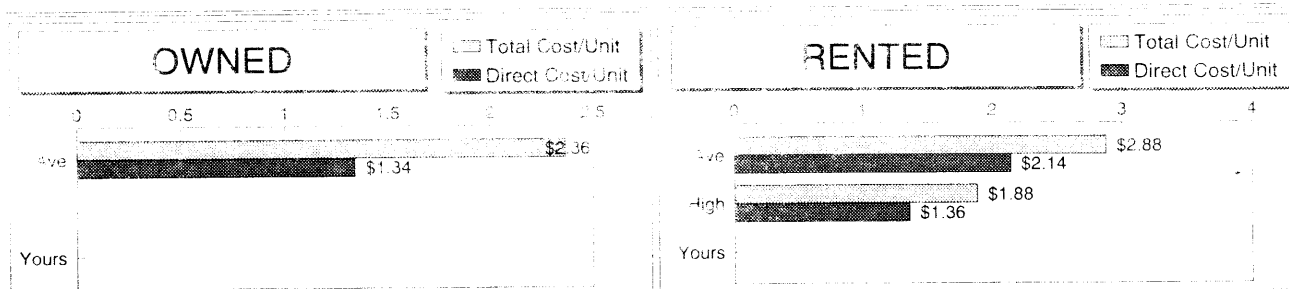 OWNED
Total Cost/Unit
Direct Cost/Unit
0 0.5 1 1.5 2 2.5
Ave
$2.36
$1.34
Yours
RENTED
Total Cost/Unit
Direct Cost/Unit
0 1 2 3 4
Ave
$2.88
$2.14
High
$1.88
$1.36
Yours